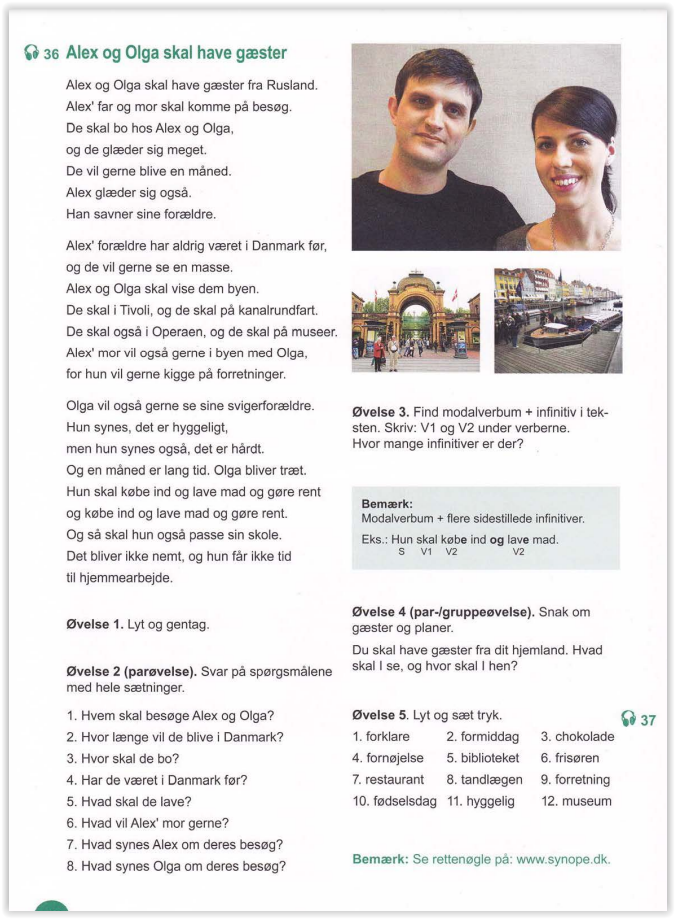 36 Alex og Olga skal have gæster
Alex og Olga skal have gæster fra Rusland.
Alex' far og mor skal komme på besøg.
De skal bo hos Alex og Olga,
og de glæder sig meget.
De vil gerne blive en måned.
Alex glæder sig også.
Han savner sine forældre.
Alex' forældre har aldrig været i Danmark før,
og de vil gerne se en masse.
Alex og Olga skal vise dem byen.
De skal i Tivoli, og de skal på kanalrundfart.
De skal også i Operaen, og de skal på museer.
Alex' mor vil også gerne i byen med Olga,
for hun vil gerne kigge på forretninger.
Olga vil også gerne se sine svigerforældre.
Hun synes, det er hyggeligt,
men hun synes også, det er hårdt.
Og en måned er lang tid. Olga bliver træt.
Hun skal købe ind og lave mad og gøre rent
og købe ind og lave mad og gøre rent.
Og så skal hun også passe sin skole.
Det bliver ikke nemt, og hun får ikke tid
til hjemmearbejde.
Øvelse 1. Lyt og gentag.
Øvelse 2 (parøvelse). Svar på spørgsmålene
med hele sætninger.
1. Hvem skal besøge Alex og Olga?
2. Hvor længe vil de blive i Danmark?
3. Hvor skal de bo?
4. Har de været i Danmark før?
5. Hvad skal de lave?
6. Hvad vil Alex' mor gerne?
7. Hvad synes Alex om deres besøg?
8. Hvad synes Olga om deres besøg?
Øvelse 3. Find modalverbum + infinitiv i tek-
sten. Skriv: V1 og V2 under verberne.
Hvor mange infinitiver er der?
Bemærk:
Modalverbum + flere sidestillede infinitiver.
Eks.: Hun skal købe ind og lave mad.
S V1 V2 V2
Øvelse 4 (par-/gruppeøvelse). Snak om
gæster og planer.
Du skal have gæster fra dit hjemland. Hvad
skal I se, og hvor skal I hen?
Øvelse 5. Lyt og sæt tryk. 37
1. forklare 2. formiddag 3. chokolade
4. fornøjelse 5. biblioteket 6. frisøren
7. restaurant 8. tandlægen 9. forretning
10. fødselsdag 11. hyggelig 12. museum
Bemærk: Se rettenøgle på: www.synope.dk.